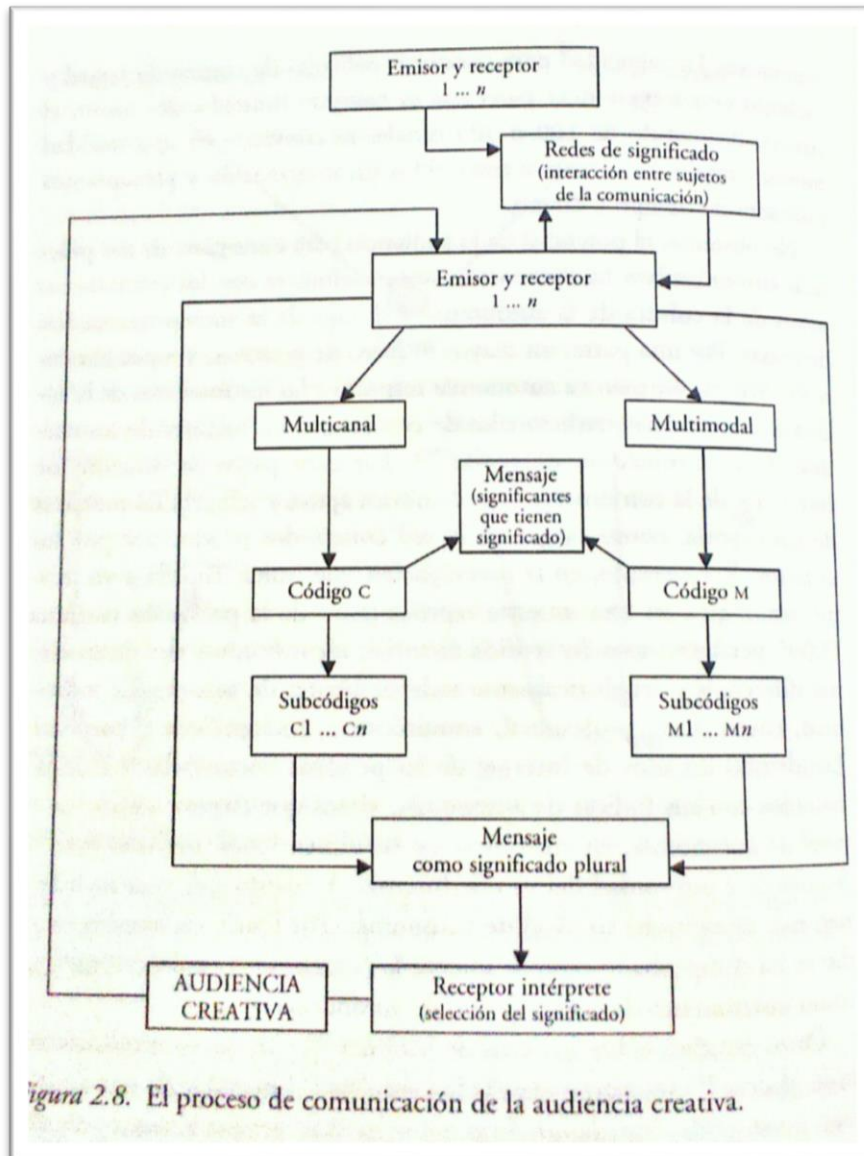 Emisor y receptor
1 ... n
Redes de significado
(interacción entre sujetos
de la comunicación)
Emisor y receptor
1 ... n
Multicanal
Multimodal
Mensaje
(significantes
que tienen
significado)
Código C
Código M
Subcódigos
C1 ... Cn
Subcódigos
M1 ... Mn
Mensaje
como significado plural
AUDIENCIA
CREATIVA
Receptor intérprete
(selección del significado)
igura 2.8. El proceso de comunicación de la audiencia creativa.